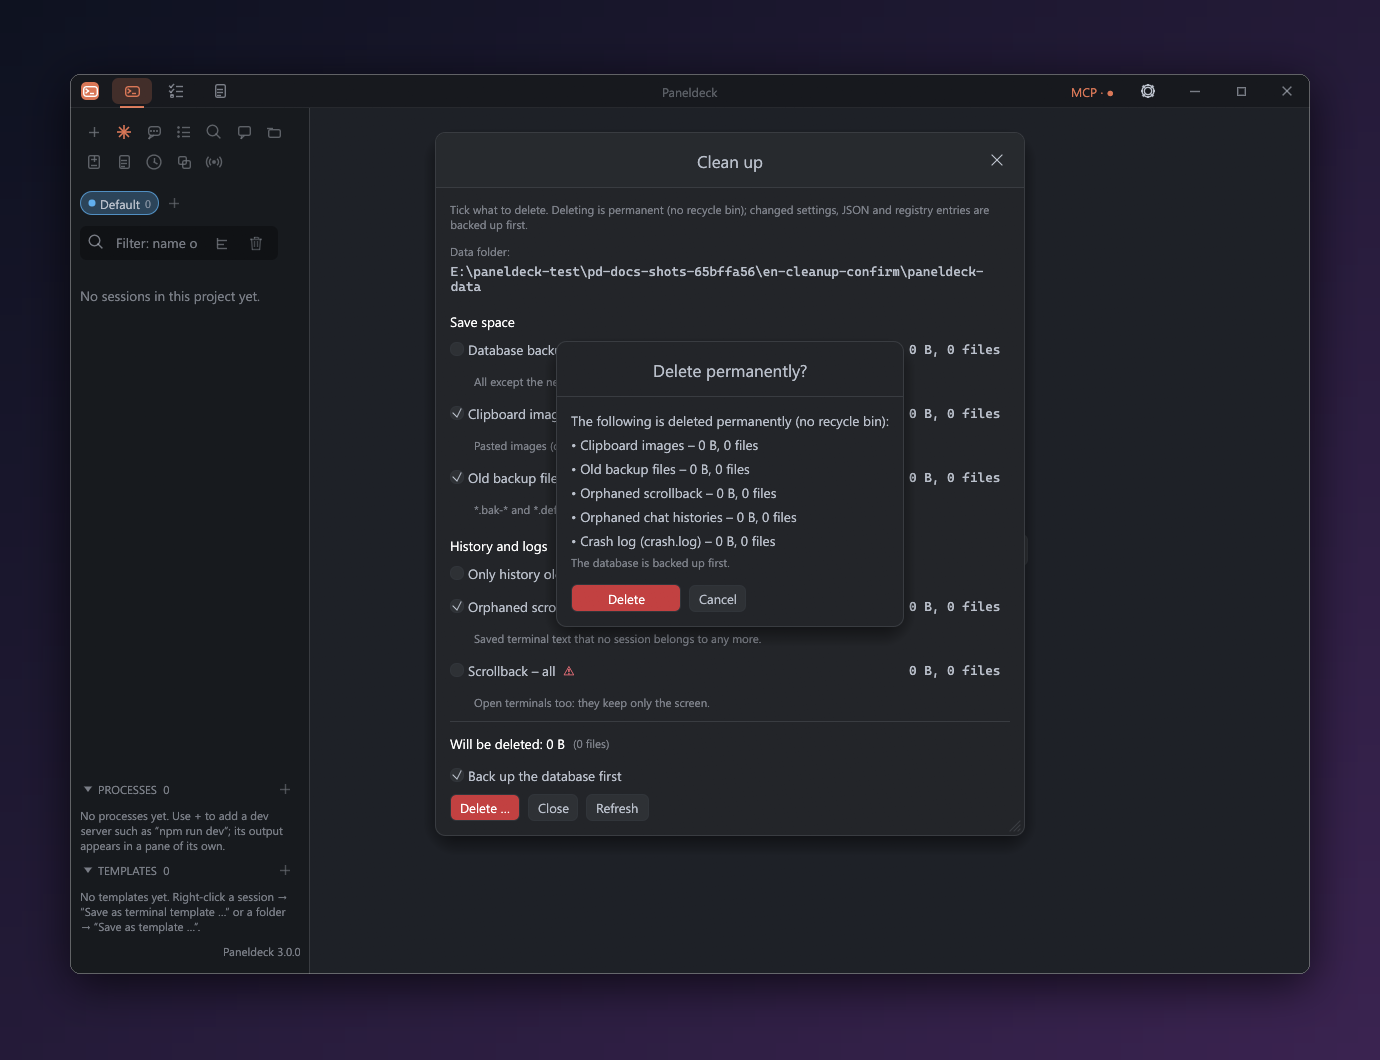 Paneldeck
MCP ·
Default 0
Filter: name o
No sessions in this project yet.
PROCESSES 0
No processes yet. Use + to add a dev
server such as “npm run dev”; its output
appears in a pane of its own.
TEMPLATES 0
No templates yet. Right-click a session →
“Save as terminal template ...” or a folder
→ “Save as template ...”.
Paneldeck 3.0.0
Clean up
Tick what to delete. Deleting is permanent (no recycle bin); changed settings, JSON and registry entries are
backed up first.
Data folder:
E:\paneldeck-test\pd-docs-shots-65bffa56\en-cleanup-confirm\paneldeck-
data
Save space
Database back 0 B, 0 files
All except the ne
Clipboard imag 0 B, 0 files
Pasted images (
Old backup file 0 B, 0 files
*.bak-* and *.def
History and logs
Only history ol
Orphaned scro 0 B, 0 files
Saved terminal text that no session belongs to any more.
Scrollback – all 0 B, 0 files
Open terminals too: they keep only the screen.
Will be deleted: 0 B (0 files)
Back up the database first
Delete ... Close Refresh
Delete permanently?
The following is deleted permanently (no recycle bin):
• Clipboard images – 0 B, 0 files
• Old backup files – 0 B, 0 files
• Orphaned scrollback – 0 B, 0 files
• Orphaned chat histories – 0 B, 0 files
• Crash log (crash.log) – 0 B, 0 files
The database is backed up first.
Delete Cancel